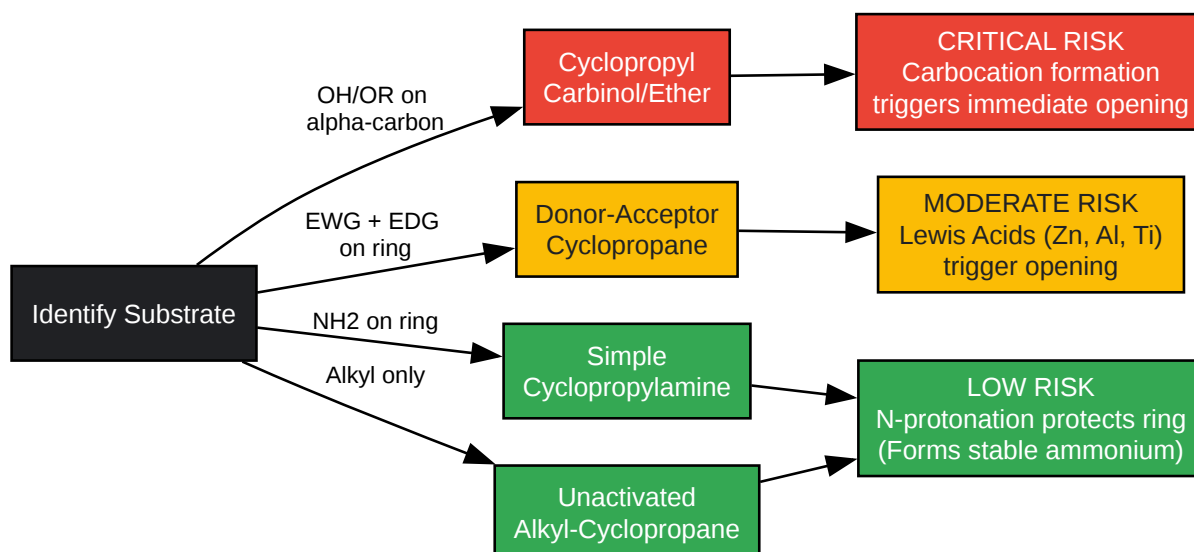 Identify Substrate
OH/OR on
alpha-carbon
Cyclopropyl
Carbinol/Ether
CRITICAL RISK
Carbocation formation
triggers immediate opening
EWG + EDG
on ring
Donor-Acceptor
Cyclopropane
MODERATE RISK
Lewis Acids (Zn, Al, Ti)
trigger opening
NH2 on ring
Simple
Cyclopropylamine
Alkyl only
Unactivated
Alkyl-Cyclopropane
LOW RISK
N-protonation protects ring
(Forms stable ammonium)